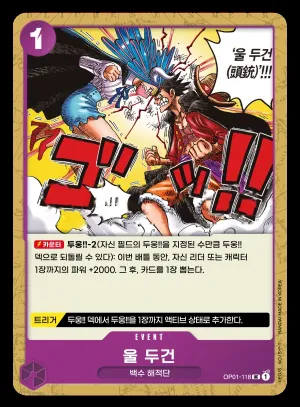 1
'울 두건
(頭銃)'!!!
ゴッ!!
카운터 두웅!!-2(자신 필드의 두웅!!을 지정된 수만큼 두웅!!
덱으로 되돌릴 수 있다): 이번 배틀 동안, 자신 리더 또는 캐릭터
1장까지의 파워 +2000. 그 후, 카드를 1장 뽑는다.
트리거 두웅!! 덱에서 두웅!!을 1장까지 액티브 상태로 추가한다.
EVENT
울 두건
백수 해적단
OP01-118
1